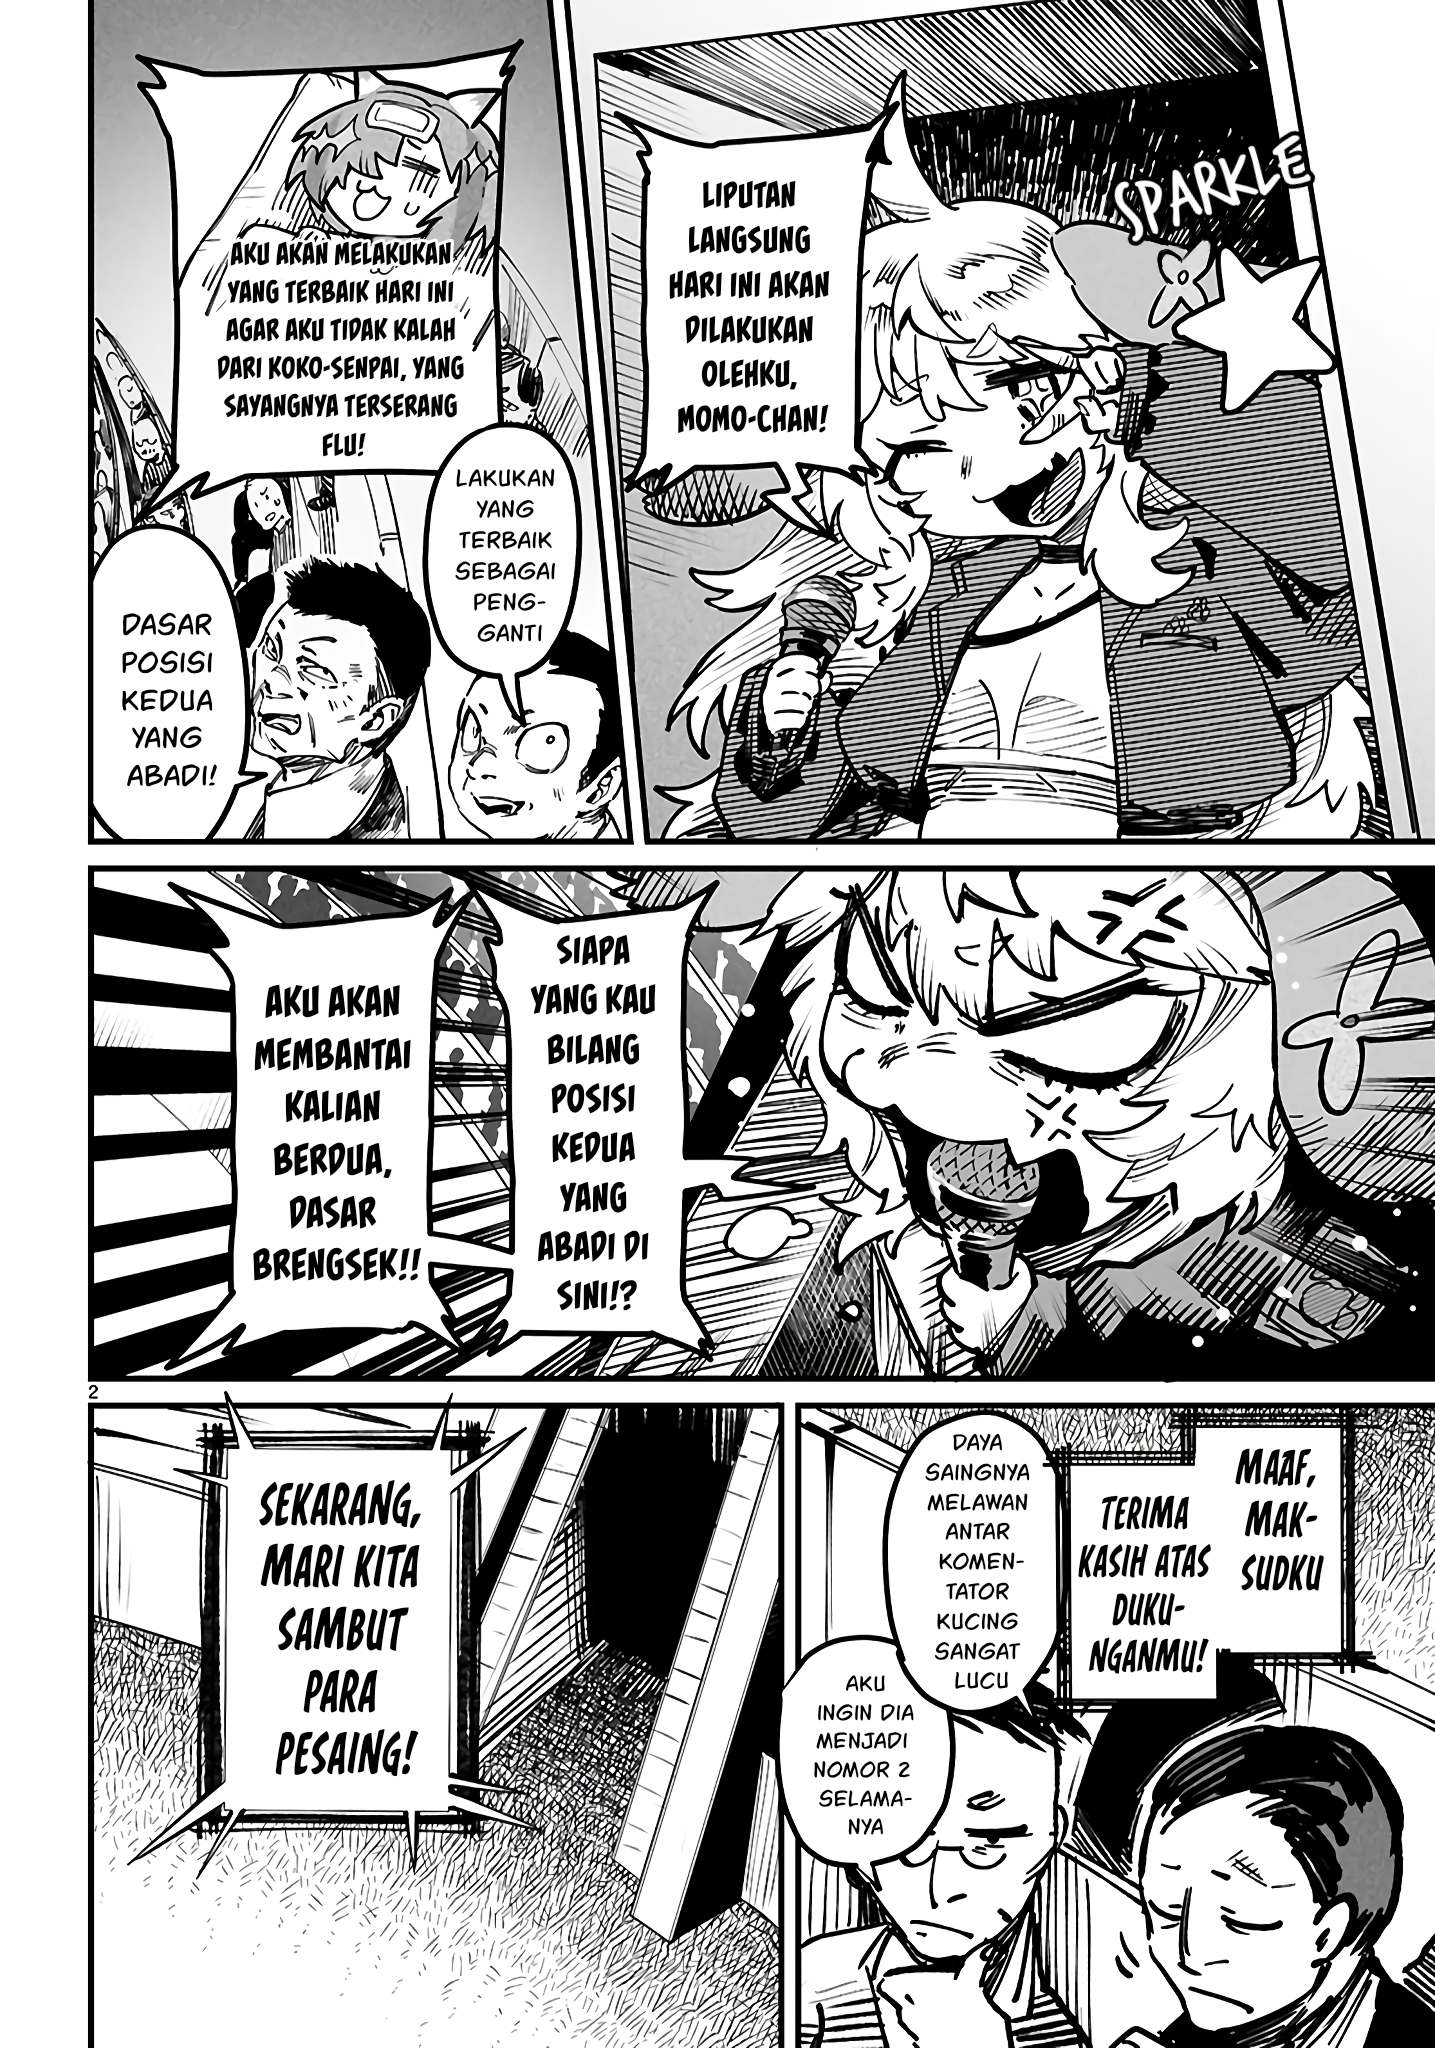 SPARKLE
LIPUTAN
LANGSUNG
HARI INI AKAN
DILAKUKAN
OLEHKU,
MOMO-CHAN!
AKU AKAN MELAKUKAN
YANG TERBAIK HARI INI
AGAR AKU TIDAK KALAH
DARI KOKO-SENPAI, YANG
SAYANGNYA TERSERANG
FLU!
LAKUKAN
YANG
TERBAIK
SEBAGAI
PENG-
GANTI
DASAR
POSISI
KEDUA
YANG
ABADI!
SIAPA
YANG KAU
BILANG
POSISI
KEDUA
YANG
ABADI DI
SINI!?
AKU AKAN
MEMBANTAI
KALIAN
BERDUA,
DASAR
BRENGSEK!!
2
MAAF,
MAK-
SUDKU
TERIMA
KASIH ATAS
DUKU-
NGANMU!
DAYA
SAINGNYA
MELAWAN
ANTAR
KOMEN-
TATOR
KUCING
SANGAT
LUCU
AKU
INGIN DIA
MENJADI
NOMOR 2
SELAMA-
NYA
SEKARANG,
MARI KITA
SAMBUT
PARA
PESAING!